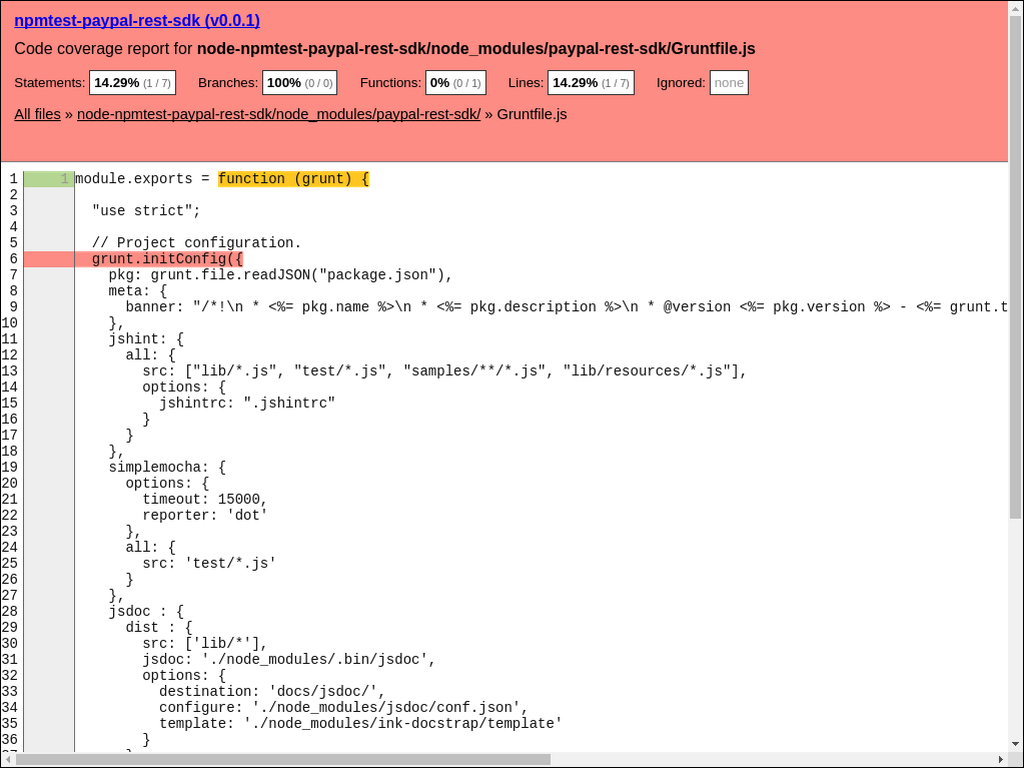 npmtest-paypal-rest-sdk (v0.0.1)
Code coverage report for node-npmtest-paypal-rest-sdk/node_modules/paypal-rest-sdk/Gruntfile.js
Statements: 14.29% (1 / 7) Branches: 100% (0 / 0) Functions: 0% (0 / 1) Lines: 14.29% (1 / 7) Ignored: none
All files » node-npmtest-paypal-rest-sdk/node_modules/paypal-rest-sdk/ » Gruntfile.js
1 1 module.exports = function (grunt) {
2
3 "use strict";
4
5 // Project configuration.
6 grunt.initConfig({
7 pkg: grunt.file.readJSON("package.json"),
8 meta: {
9 banner: "/*!\n * <%= pkg.name %>\n * <%= pkg.description %>\n * @version <%= pkg.version %> - <%= grunt.t
10 },
11 jshint: {
12 all: {
13 src: ["lib/*.js", "test/*.js", "samples/**/*.js", "lib/resources/*.js"],
14 options: {
15 jshintrc: ".jshintrc"
16 }
17 }
18 },
19 simplemocha: {
20 options: {
21 timeout: 15000,
22 reporter: 'dot'
23 },
24 all: {
25 src: 'test/*.js'
26 }
27 },
28 jsdoc : {
29 dist : {
30 src: ['lib/*'],
31 jsdoc: './node_modules/.bin/jsdoc',
32 options: {
33 destination: 'docs/jsdoc/',
34 configure: './node_modules/jsdoc/conf.json',
35 template: './node_modules/ink-docstrap/template'
36 }